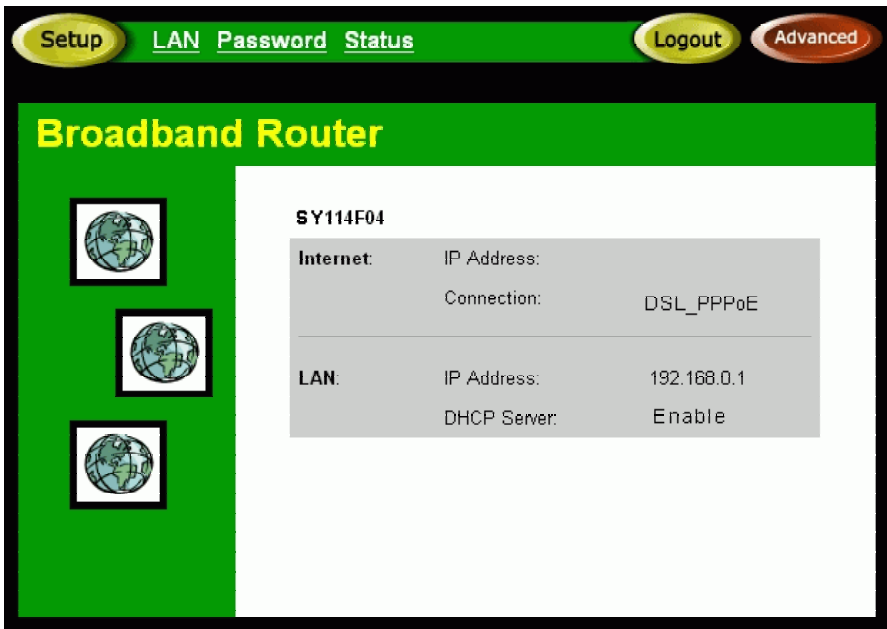 Setup LAN Password Status Logout Advanced
Broadband Router
SY114F04
Internet: IP Address:
Connection: DSL_PPPoE
LAN: IP Address: 192.168.0.1
DHCP Server: Enable